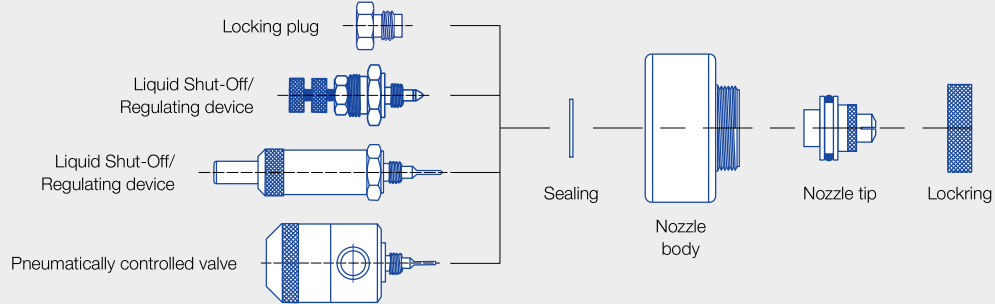 Locking plug
Liquid Shut-Off/
Regulating device
Liquid Shut-Off/
Regulating device
Pneumatically controlled valve
Sealing
Nozzle
body
Nozzle tip
Lockring